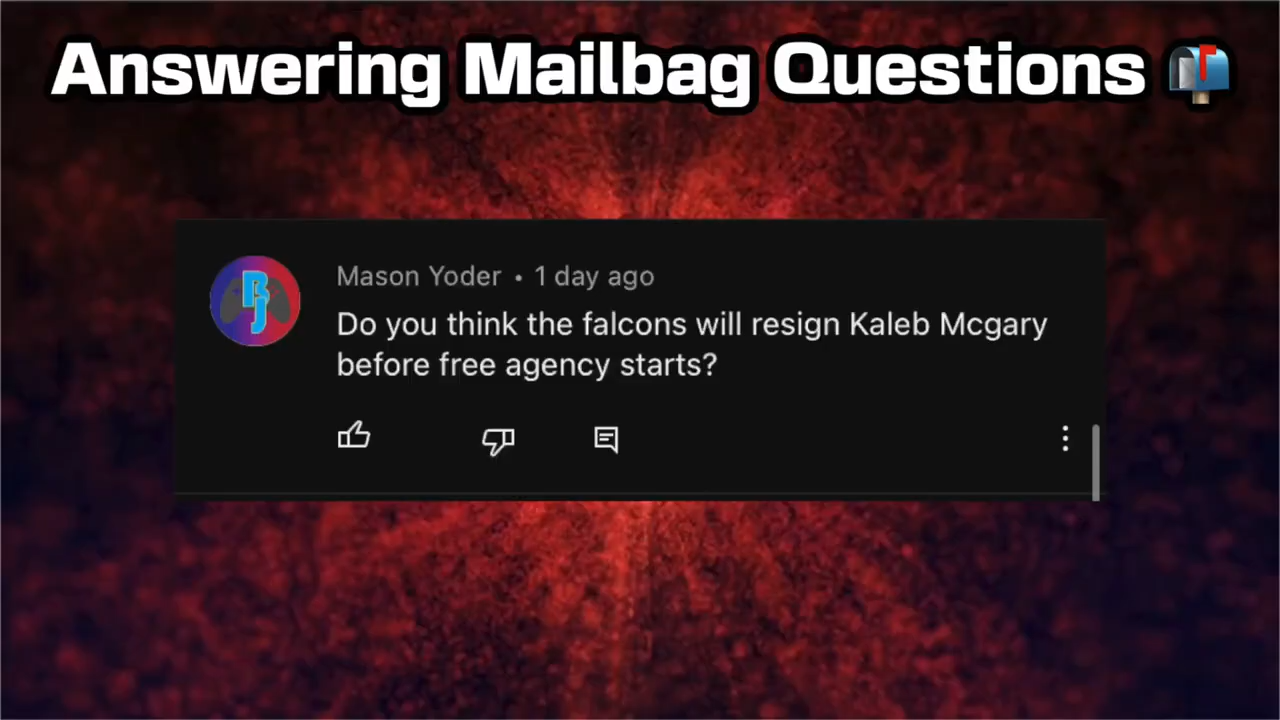 Answering Mailbag Questions 📬
Mason Yoder • 1 day ago
Do you think the falcons will resign Kaleb Mcgary
before free agency starts?
BJ